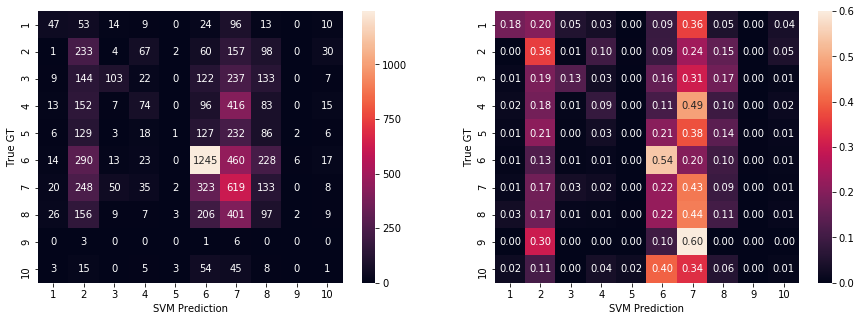 1 47 53 14 9 0 24 96 13 0 10
2 1 233 4 67 2 60 157 98 0 30
3 9 144 103 22 0 122 237 133 0 7
4 13 152 7 74 0 96 416 83 0 15
5 6 129 3 18 1 127 232 86 2 6
6 14 290 13 23 0 1245 460 228 6 17
7 20 248 50 35 2 323 619 133 0 8
8 26 156 9 7 3 206 401 97 2 9
9 0 3 0 0 0 1 6 0 0 0
10 3 15 0 5 3 54 45 8 0 1
1 2 3 4 5 6 7 8 9 10
True GT
SVM Prediction
1000
750
500
250
0
1 0.18 0.20 0.05 0.03 0.00 0.09 0.36 0.05 0.00 0.04
2 0.00 0.36 0.01 0.10 0.00 0.09 0.24 0.15 0.00 0.05
3 0.01 0.19 0.13 0.03 0.00 0.16 0.31 0.17 0.00 0.01
4 0.02 0.18 0.01 0.09 0.00 0.11 0.49 0.10 0.00 0.02
5 0.01 0.21 0.00 0.03 0.00 0.21 0.38 0.14 0.00 0.01
6 0.01 0.13 0.01 0.01 0.00 0.54 0.20 0.10 0.00 0.01
7 0.01 0.17 0.03 0.02 0.00 0.22 0.43 0.09 0.00 0.01
8 0.03 0.17 0.01 0.01 0.00 0.22 0.44 0.11 0.00 0.01
9 0.00 0.30 0.00 0.00 0.00 0.10 0.60 0.00 0.00 0.00
10 0.02 0.11 0.00 0.04 0.02 0.40 0.34 0.06 0.00 0.01
1 2 3 4 5 6 7 8 9 10
True GT
SVM Prediction
0.6
0.5
0.4
0.3
0.2
0.1
0.0